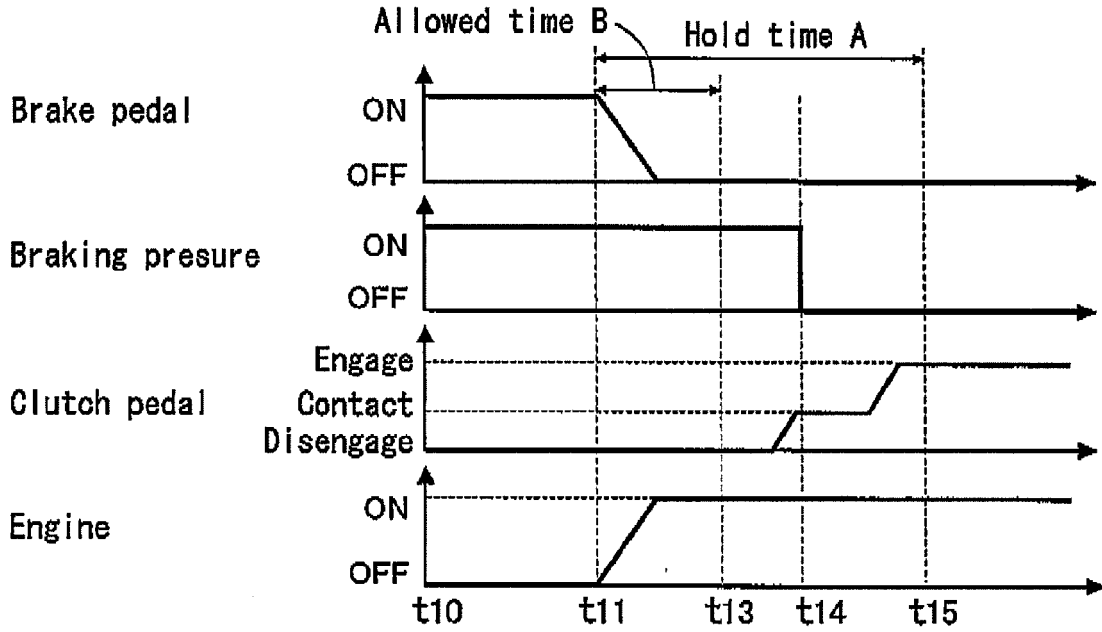 Allowed time B
Hold time A
Brake pedal
ON
OFF
Braking presure
ON
OFF
Clutch pedal
Engage
Contact
Disengage
Engine
ON
OFF
t10 t11 t13 t14 t15